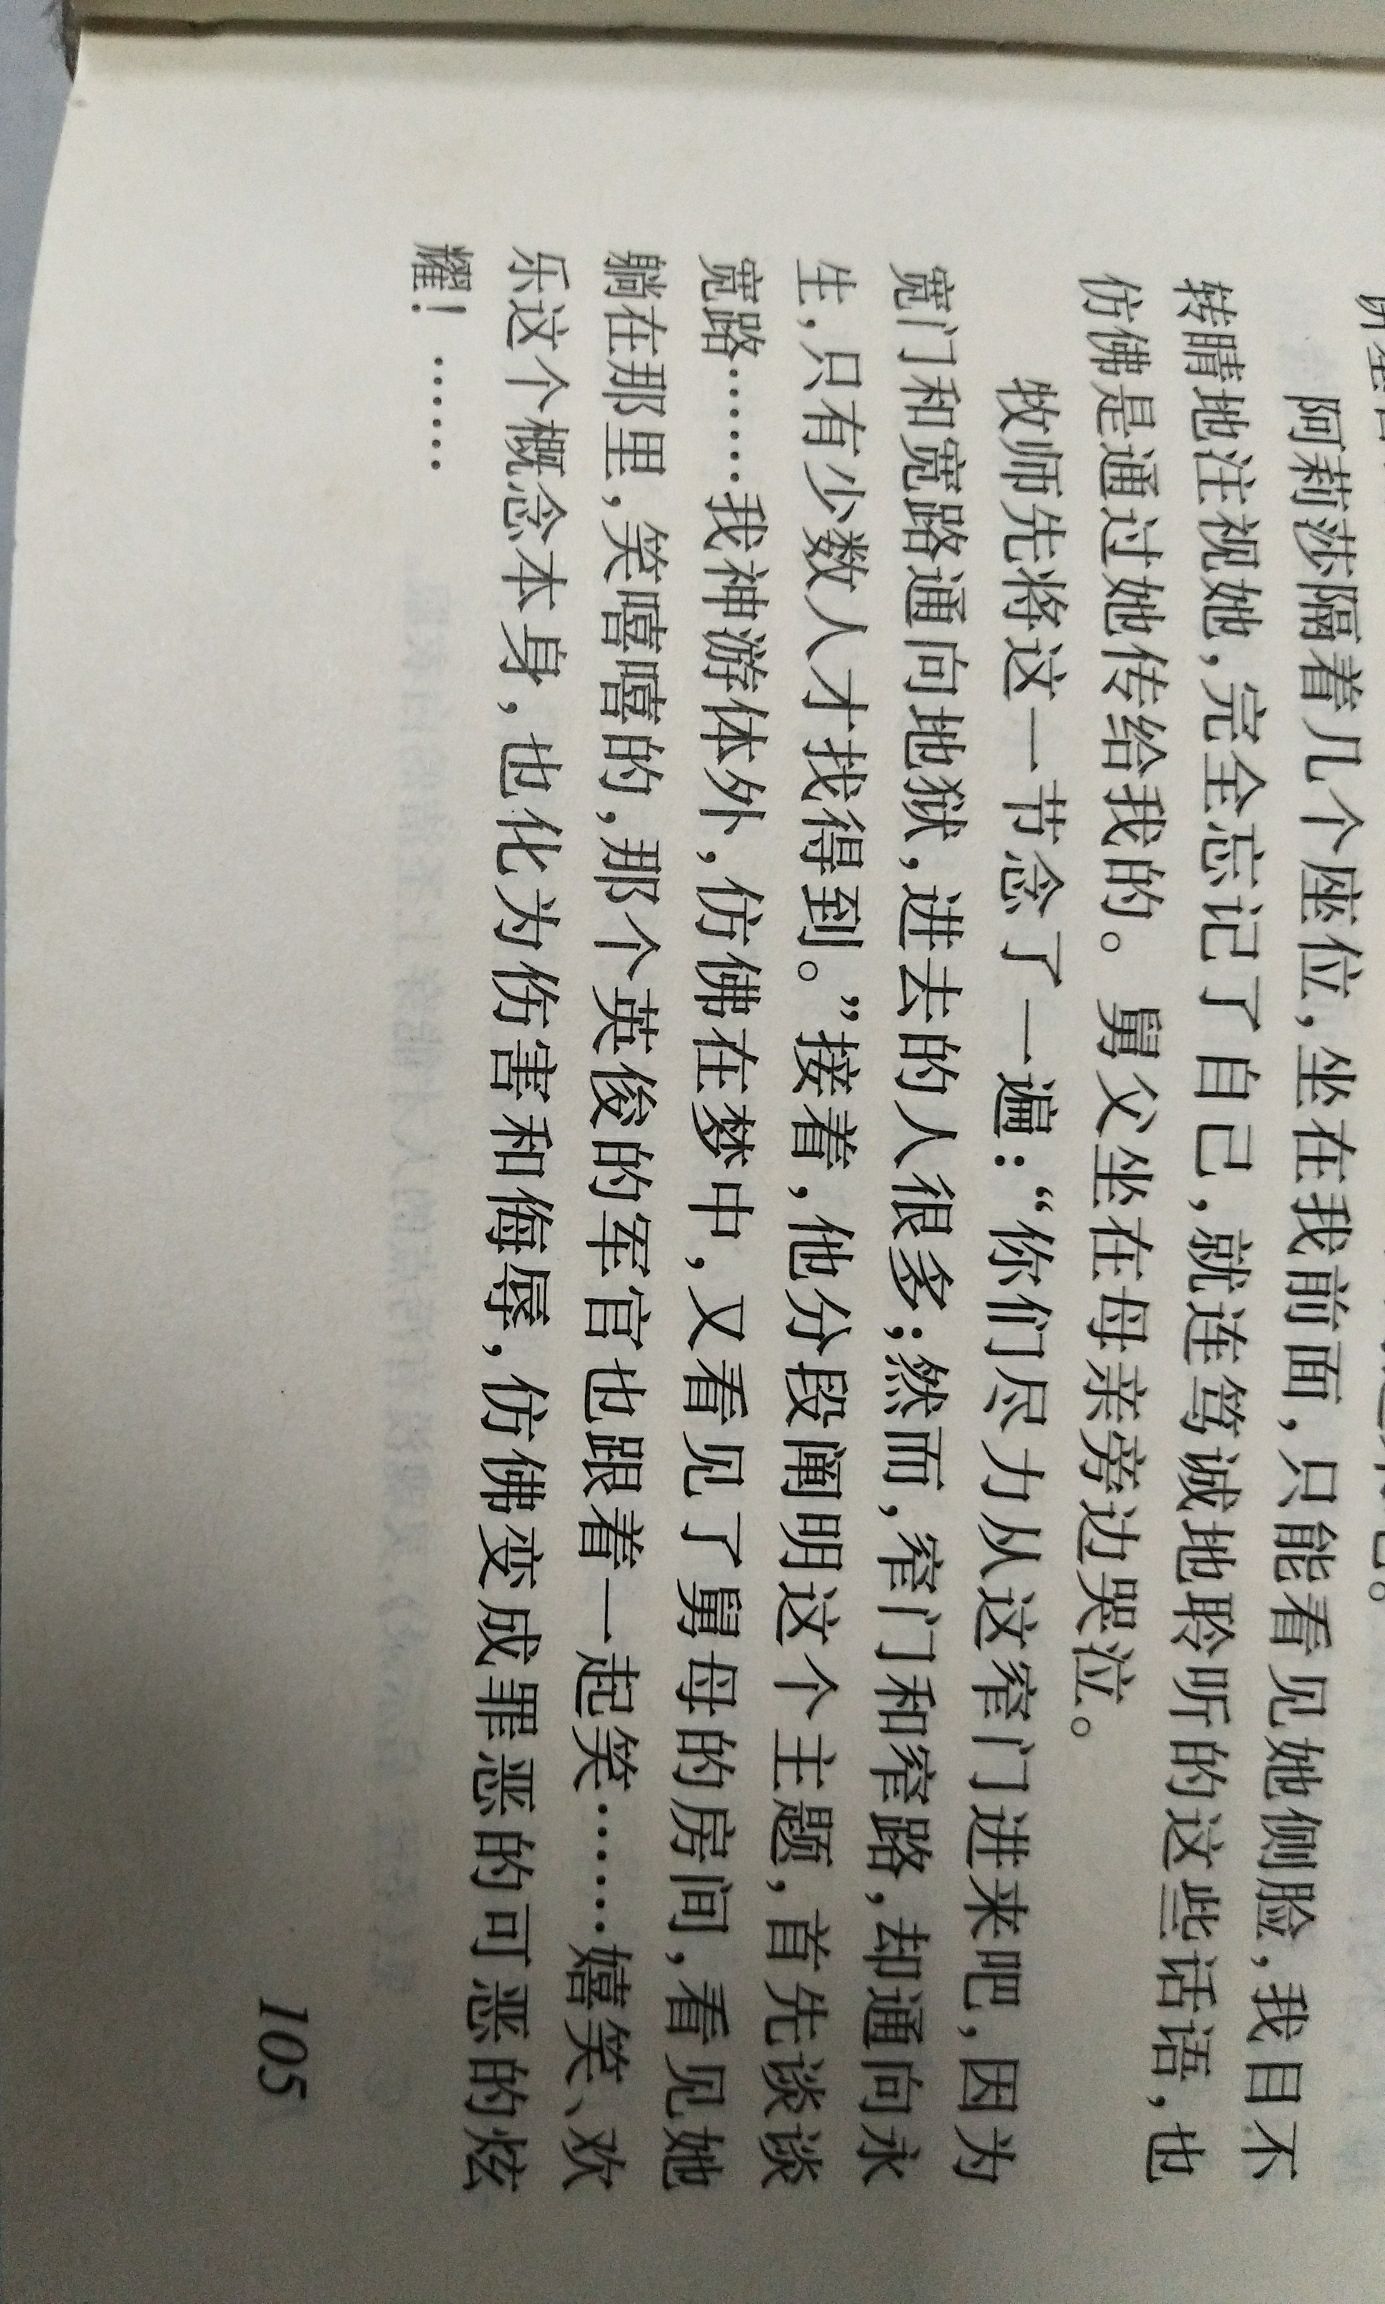 阿莉莎隔着几个座位,坐在我前面,只能看见她侧脸,我目不
转睛地注视她,完全忘记了自己,就连笃诚地聆听的这些话语,也
仿佛是通过她传给我的。舅父坐在母亲旁边哭泣。
牧师先将这一节念了一遍:“你们尽力从这窄门进来吧,因为
宽门和宽路通向地狱,进去的人很多;然而,窄门和窄路,却通向永
生,只有少数人才找得到。”接着,他分段阐明这个主题,首先谈谈
宽路……我神游体外,仿佛在梦中,又看见了舅母的房间,看见她
躺在那里,笑嘻嘻的,那个英俊的军官也跟着一起笑……嬉笑、欢
乐这个概念本身,也化为伤害和侮辱,仿佛变成罪恶的可恶的炫
耀!……
105